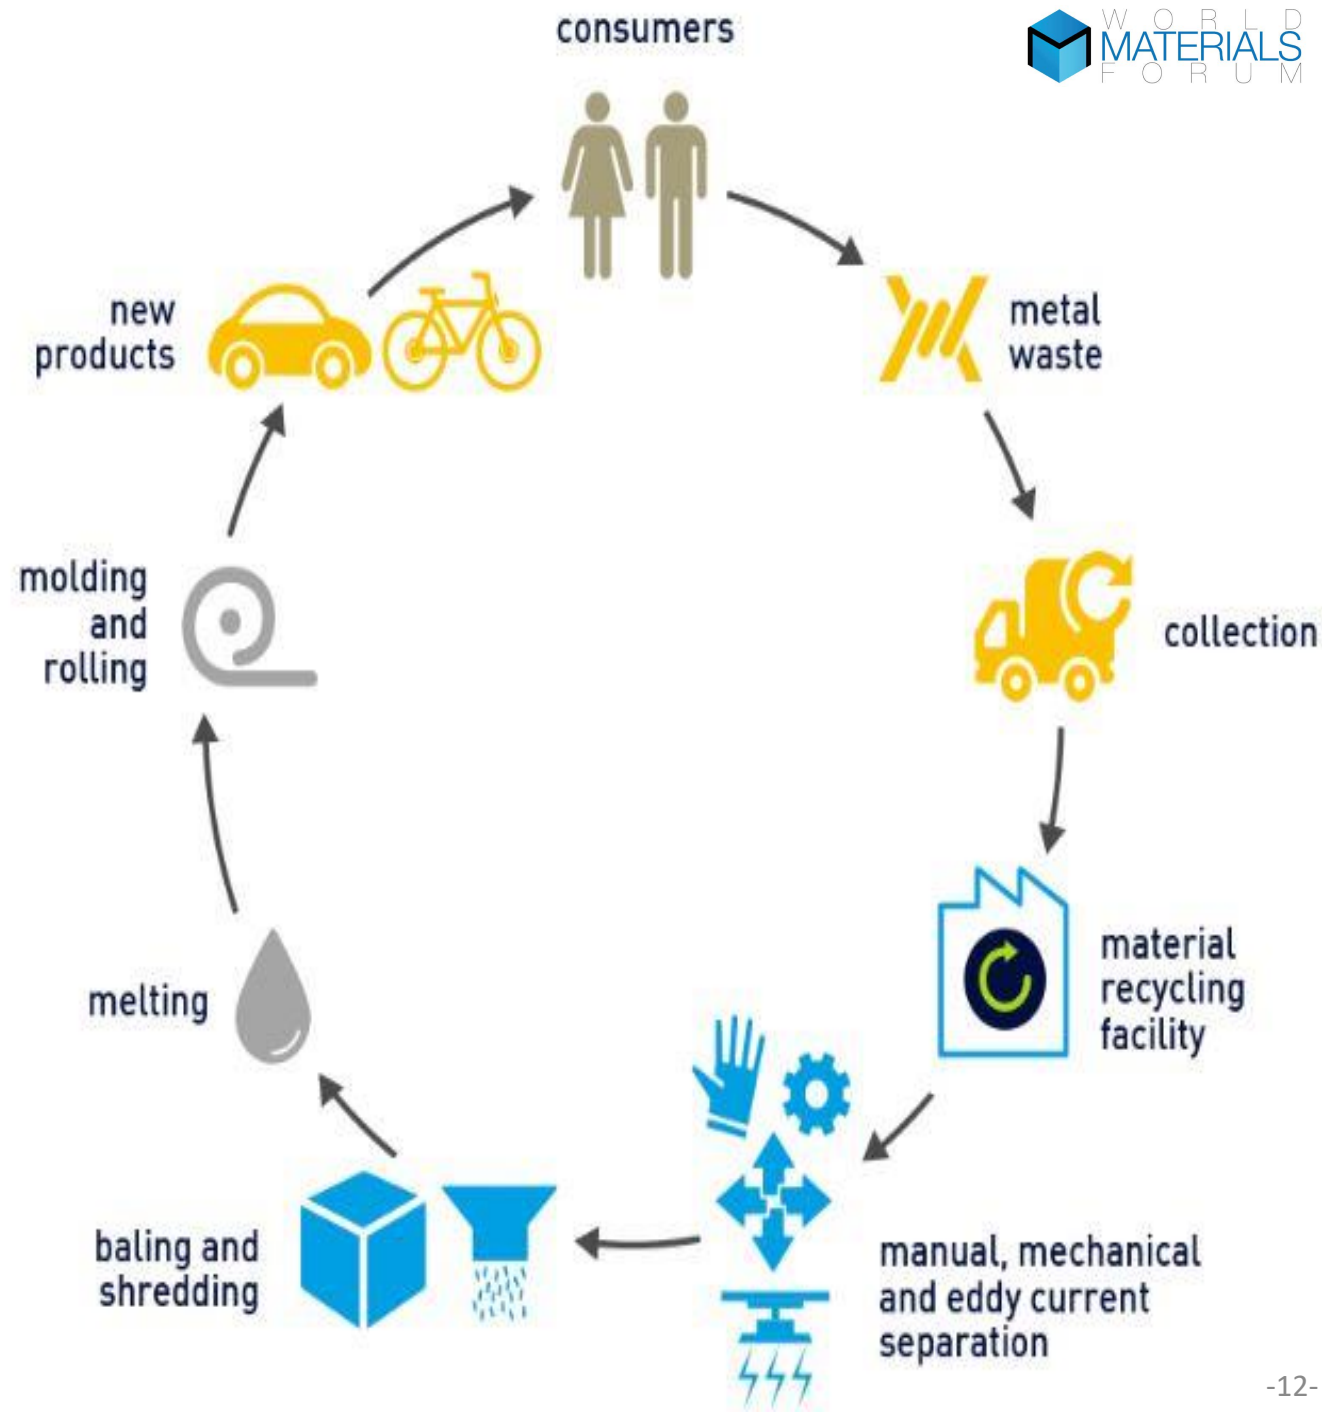 consumers
WORLD
MATERIALS
FORUM
metal
waste
collection
material
recycling
facility
manual, mechanical
and eddy current
separation
baling and
shredding
melting
molding
and
rolling
new
products
-12-